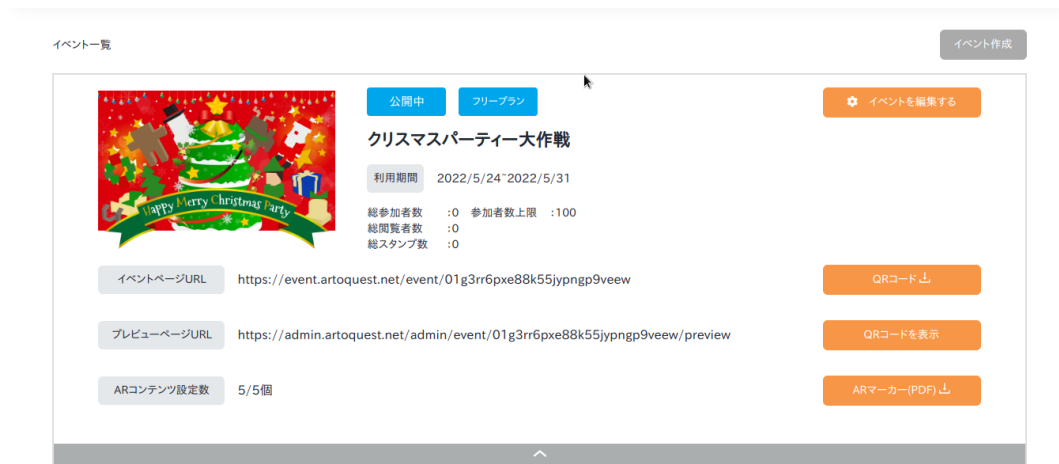 イベント一覧
イベント作成
公開中
フリープラン
イベントを編集する
クリスマスパーティー大作戦
利用期間
2022/5/24~2022/5/31
総参加者数 :0 参加者数上限 :100
総閲覧者数 :0
総スタンプ数 :0
Happy Merry Christmas Party
イベントページURL
https://event.artoquest.net/event/01g3rr6pxe88k55jypngp9veew
QRコード
プレビューページURL
https://admin.artoquest.net/admin/event/01g3rr6pxe88k55jypngp9veew/preview
QRコードを表示
ARコンテンツ設定数
5/5個
ARマーカー(PDF)